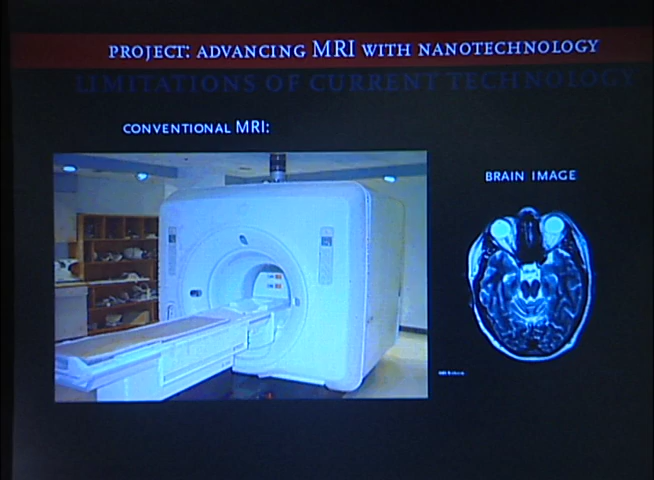 PROJECT: ADVANCING MRI WITH NANOTECHNOLOGY
LIMITATIONS OF CURRENT TECHNOLOGY
CONVENTIONAL MRI:
BRAIN IMAGE